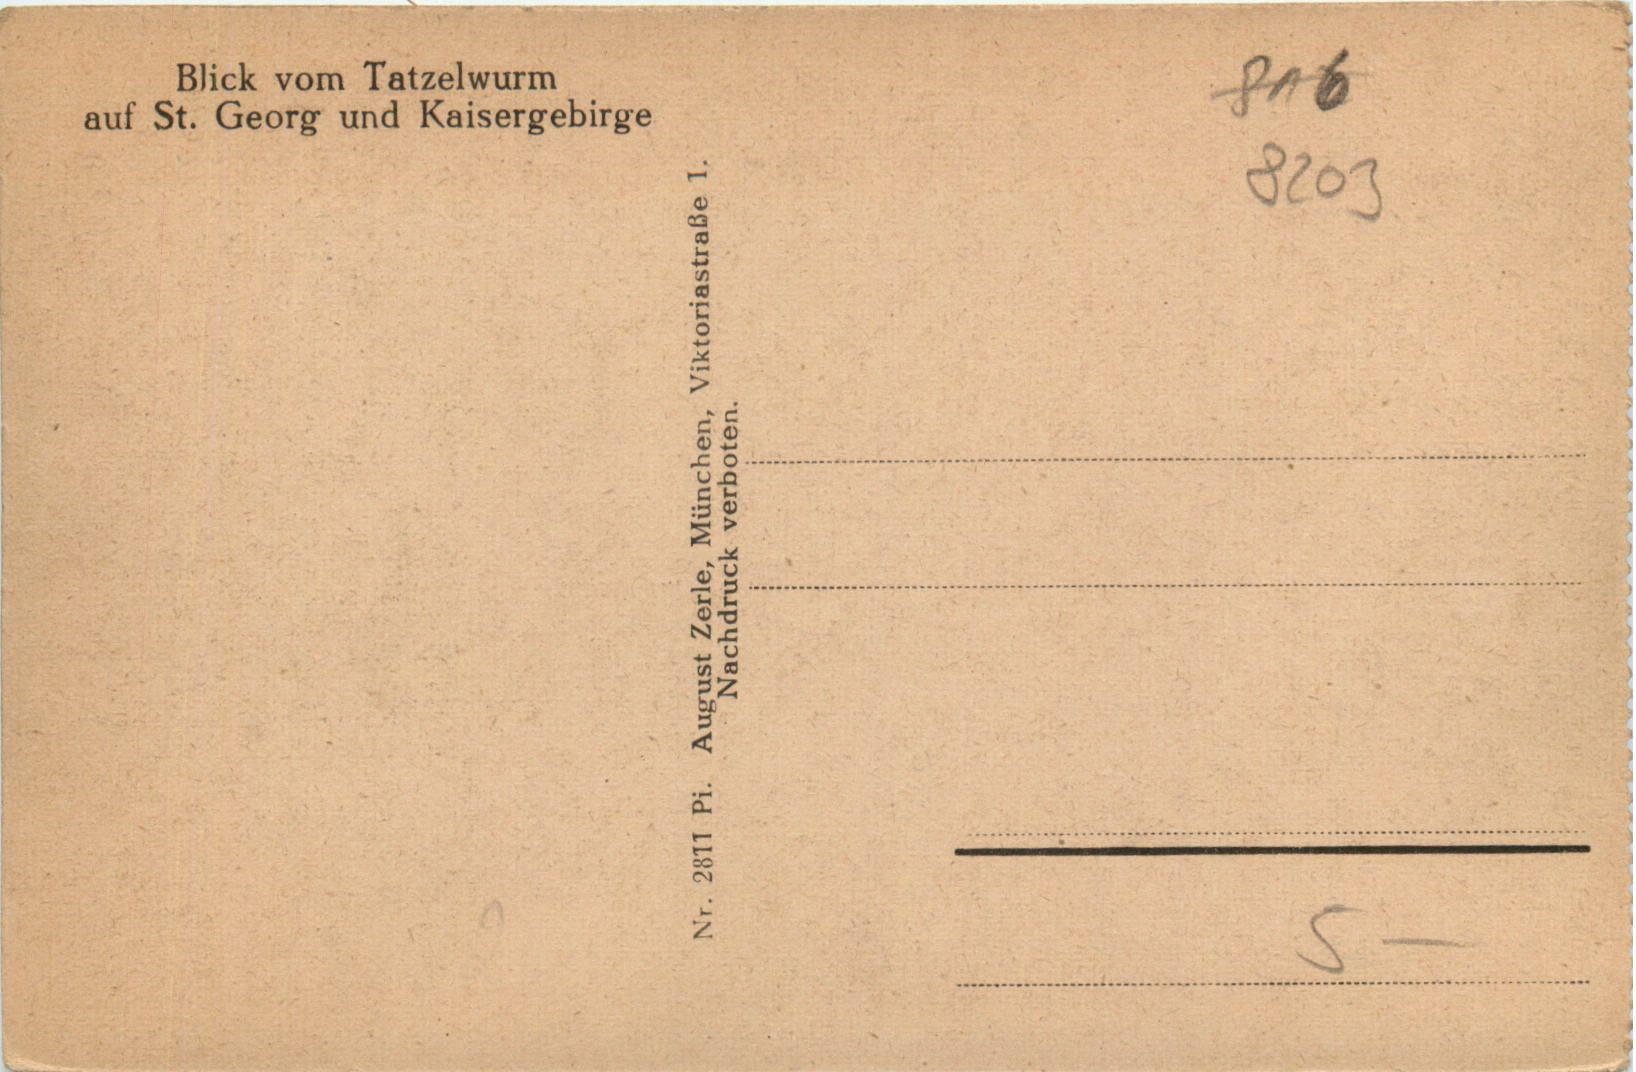 Blick vom Tatzelwurm
auf St. Georg und Kaisergebirge
Nr. 2811 Pi. August Zerle, München, Viktoriastraße 1.
Nachdruck verboten.
816
8203
5 —